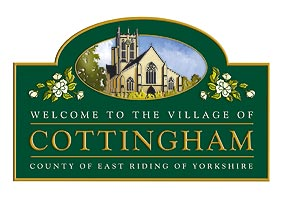 WELCOME TO THE VILLAGE OF
COTTINGHAM
COUNTY OF EAST RIDING OF YORKSHIRE